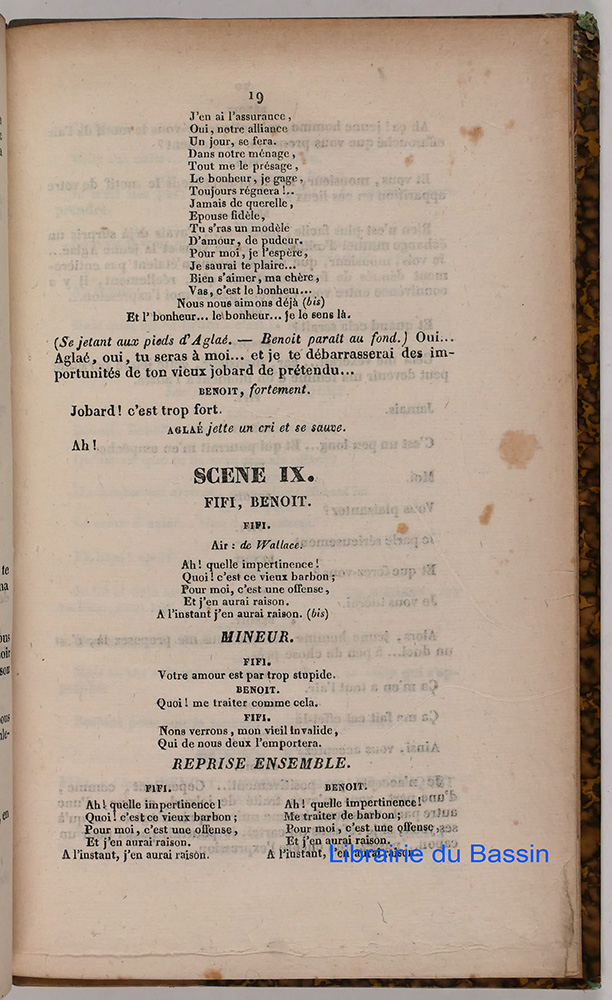 19
J'en ai l'assurance,
Oui, notre alliance
Un jour, se fera.
Dans notre ménage,
Tout me le présage,
Le bonheur, je gage,
Toujours régnera!..
Jamais de querelle,
Epouse fidèle,
Tu s'ras un modèle
D'amour, de pudeur.
Pour moi, je l'espère,
Je saurai te plaire...
Bien s'aimer, ma chère,
Vas, c'est le bonheur...
Nous nous aimons déjà (bis)
Et l' bonheur... le bonheur... je le sens là.
(Se jetant aux pieds d'Aglaé. — Benoit paraît au fond.) Oui...
Aglaé, oui, tu seras à moi... et je te débarrasserai des im-
portunités de ton vieux jobard de prétendu...
BENOIT, fortement.
Jobard! c'est trop fort.
AGLAÉ jette un cri et se sauve.
Ah!
SCENE IX.
FIFI, BENOIT.
FIFI.
Air : de Wallace.
Ah! quelle impertinence!
Quoi! c'est ce vieux barbon;
Pour moi, c'est une offense,
Et j'en aurai raison.
A l'instant j'en aurai raison. (bis)
MINEUR.
FIFI.
Votre amour est par trop stupide.
BENOIT.
Quoi! me traiter comme cela.
FIFI.
Nons verrons, mon vieil invalide,
Qui de nous deux l'emportera.
REPRISE ENSEMBLE.
FIFI.
Ah! quelle impertinence!
Quoi! c'est ce vieux barbon;
Pour moi, c'est une offense,
Et j'en aurai raison.
A l'instant, j'en aurai raison.
BENOIT.
Ah! quelle impertinence!
Me traiter de barbon;
Pour moi, c'est une offense,
Et j'en aurai raison.
A l'instant, j'en aurai raison.
Librairie du Bassin